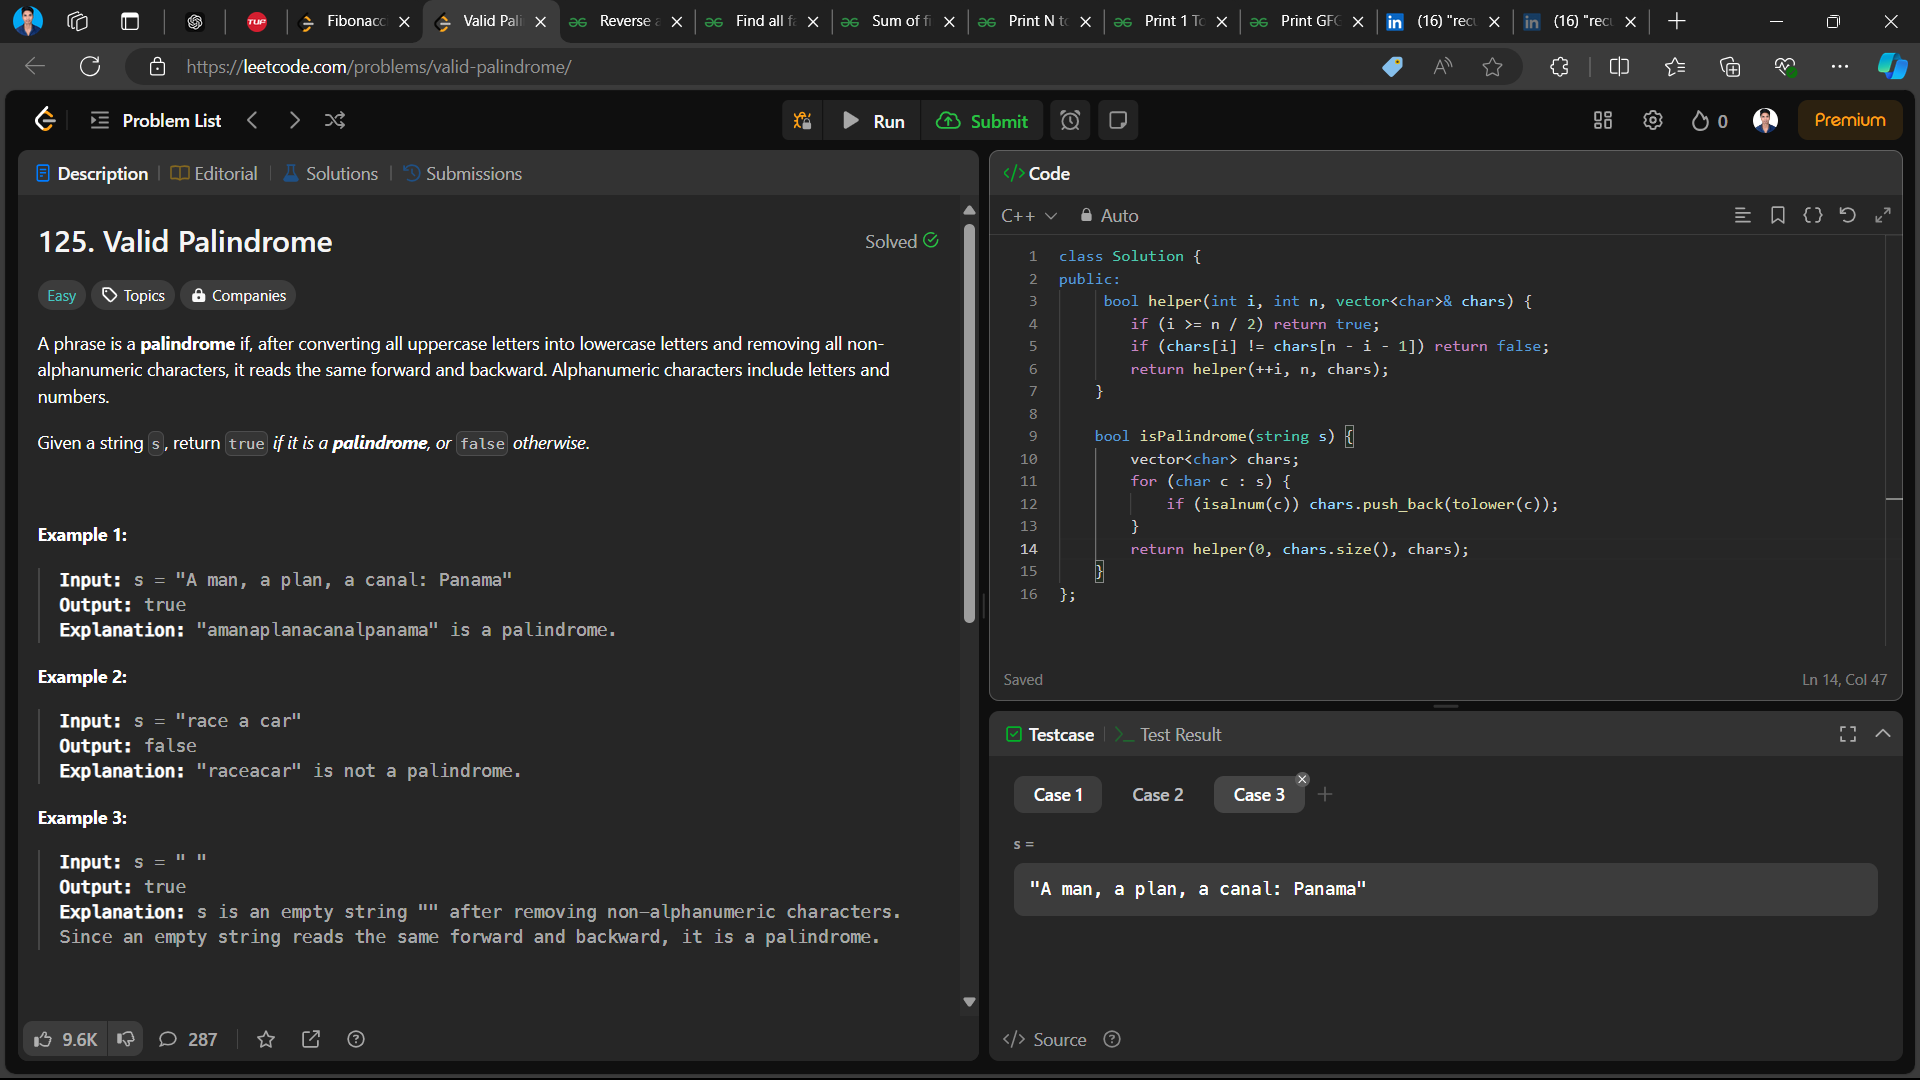 Fibonacc
Valid Pali
Reverse a
Find all fa
Sum of fi
Print N to
Print 1 To
Print GFG
(16) "recu
(16) "recu
https://leetcode.com/problems/valid-palindrome/
Problem List
Run
Submit
0
Premium
Description
Editorial
Solutions
Submissions
125. Valid Palindrome
Solved
Easy
Topics
Companies
A phrase is a palindrome if, after converting all uppercase letters into lowercase letters and removing all non-
alphanumeric characters, it reads the same forward and backward. Alphanumeric characters include letters and
numbers.
Given a string s, return true if it is a palindrome, or false otherwise.
Example 1:
Input: s = "A man, a plan, a canal: Panama"
Output: true
Explanation: "amanaplanacanalpanama" is a palindrome.
Example 2:
Input: s = "race a car"
Output: false
Explanation: "raceacar" is not a palindrome.
Example 3:
Input: s = " "
Output: true
Explanation: s is an empty string "" after removing non-alphanumeric characters.
Since an empty string reads the same forward and backward, it is a palindrome.
9.6K
287
Code
C++
Auto
1 class Solution {
2 public:
3 bool helper(int i, int n, vector<char>& chars) {
4 if (i >= n / 2) return true;
5 if (chars[i] != chars[n - i - 1]) return false;
6 return helper(++i, n, chars);
7 }
8
9 bool isPalindrome(string s) {
10 vector<char> chars;
11 for (char c : s) {
12 if (isalnum(c)) chars.push_back(tolower(c));
13 }
14 return helper(0, chars.size(), chars);
15 }
16 };
Saved
Ln 14, Col 47
Testcase
Test Result
Case 1
Case 2
Case 3
s =
"A man, a plan, a canal: Panama"
Source